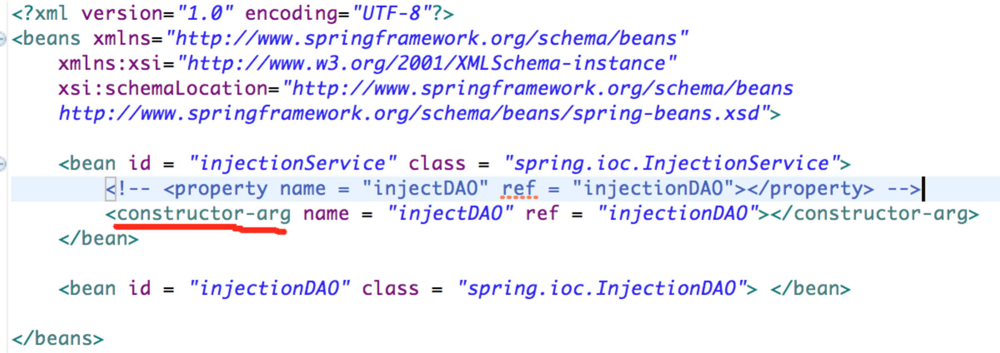 <?xml version="1.0" encoding="UTF-8"?>
<beans xmlns="http://www.springframework.org/schema/beans"
xmlns:xsi="http://www.w3.org/2001/XMLSchema-instance"
xsi:schemaLocation="http://www.springframework.org/schema/beans
http://www.springframework.org/schema/beans/spring-beans.xsd">
<bean id = "injectionService" class = "spring.ioc.InjectionService">
<!-- <property name = "injectDAO" ref = "injectionDAO"></property> -->
<constructor-arg name = "injectDAO" ref = "injectionDAO"></constructor-arg>
</bean>
<bean id = "injectionDAO" class = "spring.ioc.InjectionDAO"> </bean>
</beans>